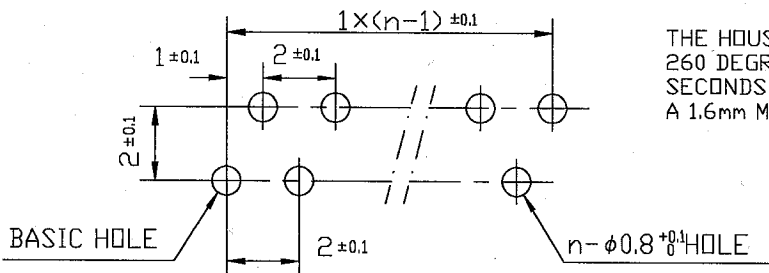 1×(n-1) ±0.1
THE HOUS
1 ±0.1
2 ±0.1
260 DEGR
SECONDS
A 1.6mm M
2 ±0.1
BASIC HOLE
2 ±0.1
n-φ0.8 +0.1 0 HOLE